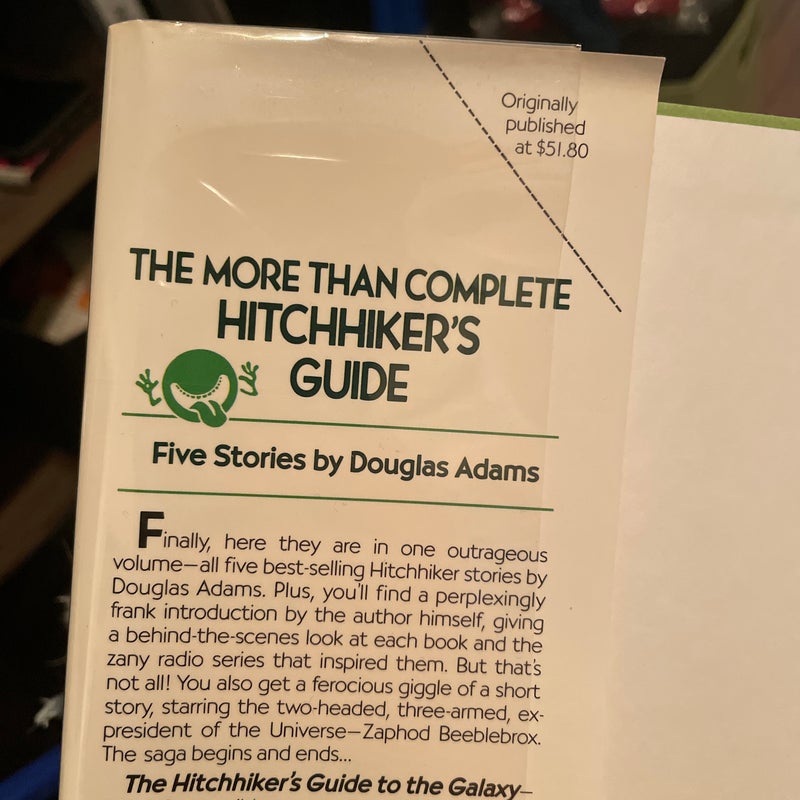 Originally
published
at $51.80
THE MORE THAN COMPLETE
HITCHHIKER'S
GUIDE
Five Stories by Douglas Adams
Finally, here they are in one outrageous
volume—all five best-selling Hitchhiker stories by
Douglas Adams. Plus, you'll find a perplexingly
frank introduction by the author himself, giving
a behind-the-scenes look at each book and the
zany radio series that inspired them. But that's
not all! You also get a ferocious giggle of a short
story, starring the two-headed, three-armed, ex-
president of the Universe—Zaphod Beeblebrox.
The saga begins and ends...
The Hitchhiker's Guide to the Galaxy—